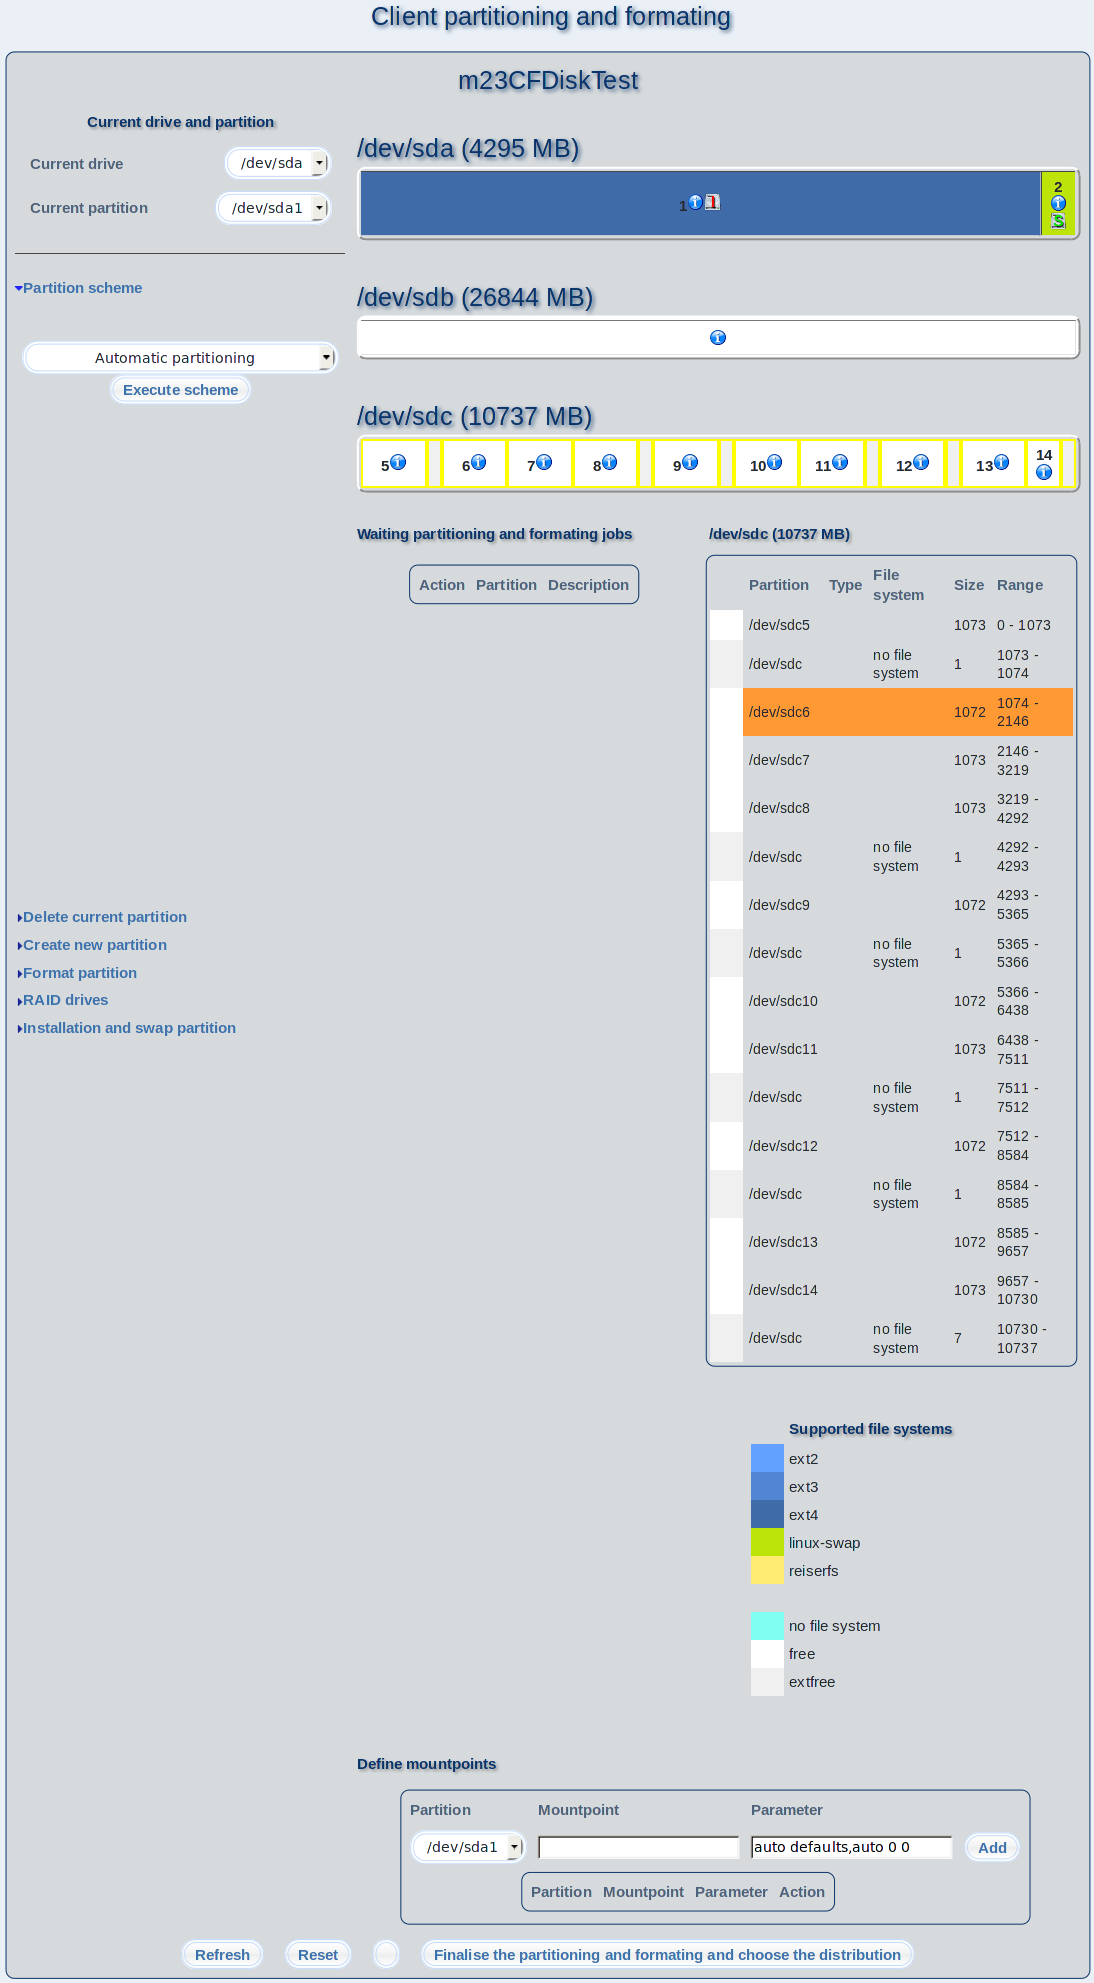 Client partitioning and formating
m23CFDiskTest
Current drive and partition
Current drive
/dev/sda
Current partition
/dev/sda1
Partition scheme
Automatic partitioning
Execute scheme
Delete current partition
Create new partition
Format partition
RAID drives
Installation and swap partition
/dev/sda (4295 MB)
1
2
S
/dev/sdb (26844 MB)
/dev/sdc (10737 MB)
5 6 7 8 9 10 11 12 13 14
Waiting partitioning and formating jobs
Action Partition Description
/dev/sdc (10737 MB)
Partition Type File system Size Range
/dev/sdc5 1073 0 - 1073
/dev/sdc no file system 1 1073 - 1074
/dev/sdc6 1072 1074 - 2146
/dev/sdc7 1073 2146 - 3219
/dev/sdc8 1073 3219 - 4292
/dev/sdc no file system 1 4292 - 4293
/dev/sdc9 1072 4293 - 5365
/dev/sdc no file system 1 5365 - 5366
/dev/sdc10 1072 5366 - 6438
/dev/sdc11 1073 6438 - 7511
/dev/sdc no file system 1 7511 - 7512
/dev/sdc12 1072 7512 - 8584
/dev/sdc no file system 1 8584 - 8585
/dev/sdc13 1072 8585 - 9657
/dev/sdc14 1073 9657 - 10730
/dev/sdc no file system 7 10730 - 10737
Supported file systems
ext2
ext3
ext4
linux-swap
reiserfs
no file system
free
extfree
Define mountpoints
Partition Mountpoint Parameter
/dev/sda1 auto defaults,auto 0 0 Add
Partition Mountpoint Parameter Action
Refresh Reset Finalise the partitioning and formating and choose the distribution